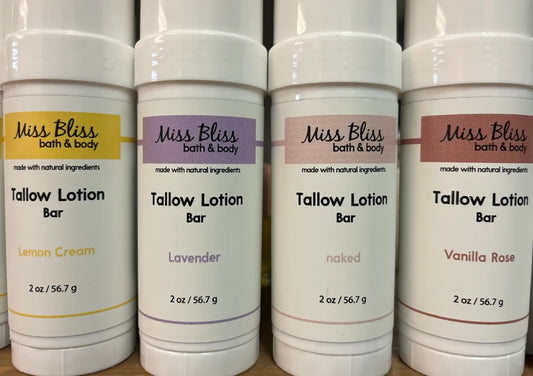 Miss Bliss
bath & body
made with natural ingredients
Tallow Lotion
Bar
Lemon Cream
2 oz / 56.7 g
Miss Bliss
bath & body
made with natural ingredients
Tallow Lotion
Bar
Lavender
2 oz / 56.7 g
Miss Bliss
bath & body
made with natural ingredients
Tallow Lotion
Bar
naked
2 oz / 56.7 g
Miss Bliss
bath & body
made with natural ingredients
Tallow Lotion
Bar
Vanilla Rose
2 oz / 56.7 g